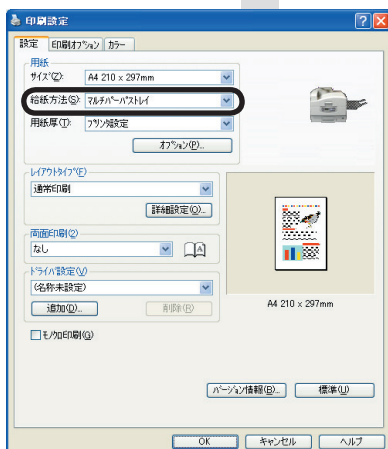 印刷設定
設定 印刷オプション カラー
用紙
サイズ(Z): A4 210 x 297mm
給紙方法(S): マルチパーパストレイ
用紙厚(T): プリンタ設定
オプション(P)...
レイアウトタイプ(E)
通常印刷
詳細設定(O)...
両面印刷(2)
なし
A
ドライバ設定(V)
(名称未設定)
追加(D)... 削除(R)
A4 210 x 297mm
モノクロ印刷(G)
バージョン情報(B)... 標準(U)
OK キャンセル ヘルプ